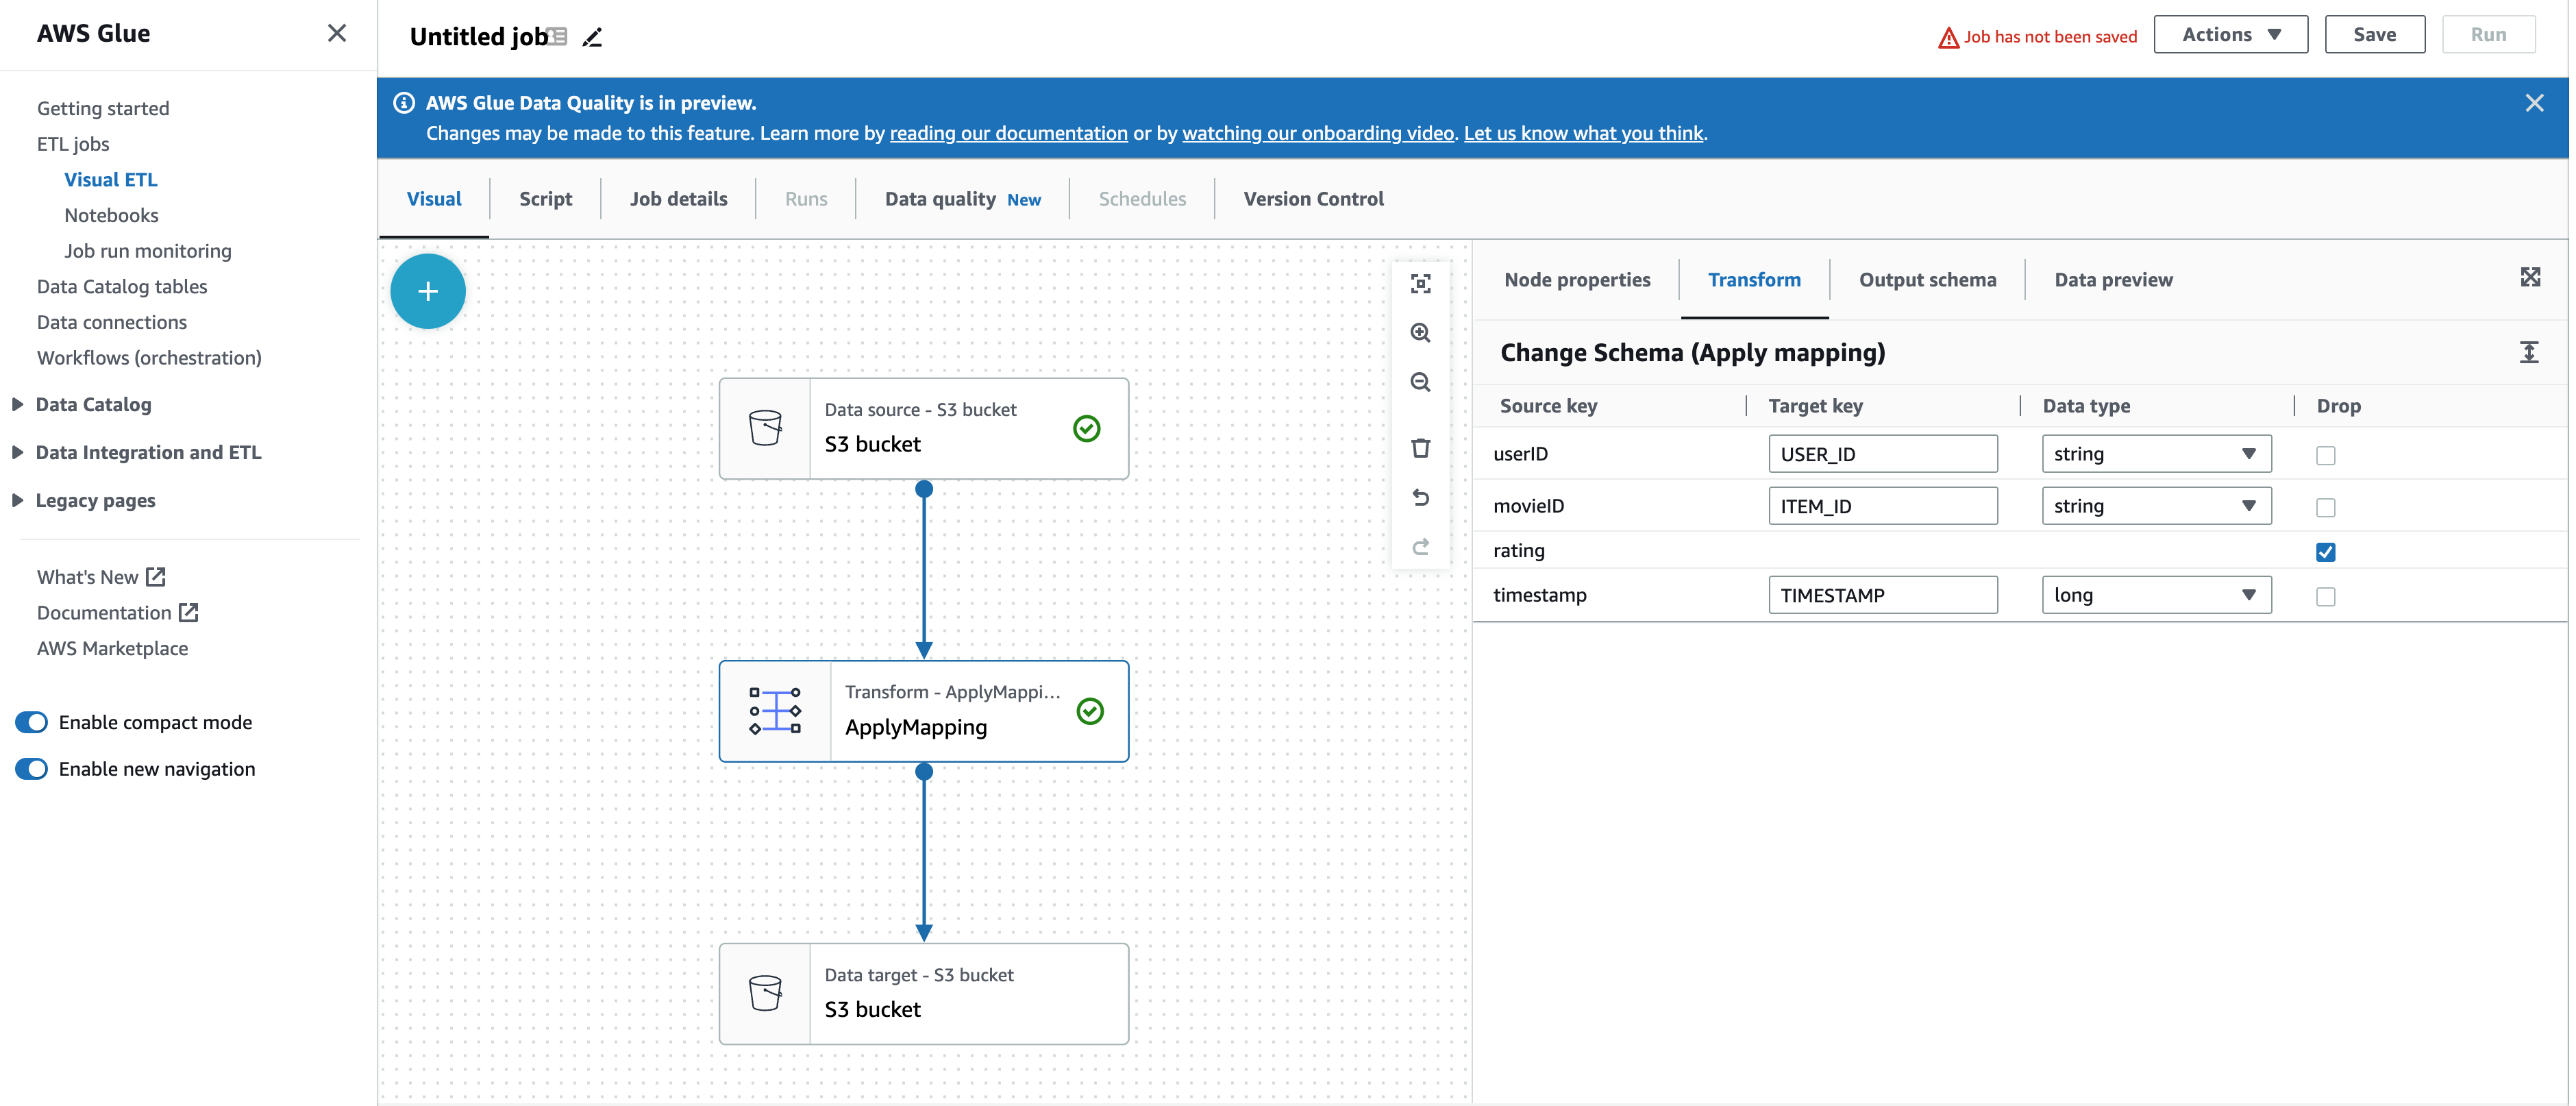 AWS Glue
Getting started
ETL jobs
Visual ETL
Notebooks
Job run monitoring
Data Catalog tables
Data connections
Workflows (orchestration)
Data Catalog
Data Integration and ETL
Legacy pages
What's New
Documentation
AWS Marketplace
Enable compact mode
Enable new navigation
Untitled job
Job has not been saved
Actions
Save
Run
AWS Glue Data Quality is in preview.
Changes may be made to this feature. Learn more by reading our documentation or by watching our onboarding video. Let us know what you think.
Visual
Script
Job details
Runs
Data quality New
Schedules
Version Control
Data source - S3 bucket
S3 bucket
Transform - ApplyMappi...
ApplyMapping
Data target - S3 bucket
S3 bucket
Node properties
Transform
Output schema
Data preview
Change Schema (Apply mapping)
Source key Target key Data type Drop
userID USER_ID string
movieID ITEM_ID string
rating
timestamp TIMESTAMP long